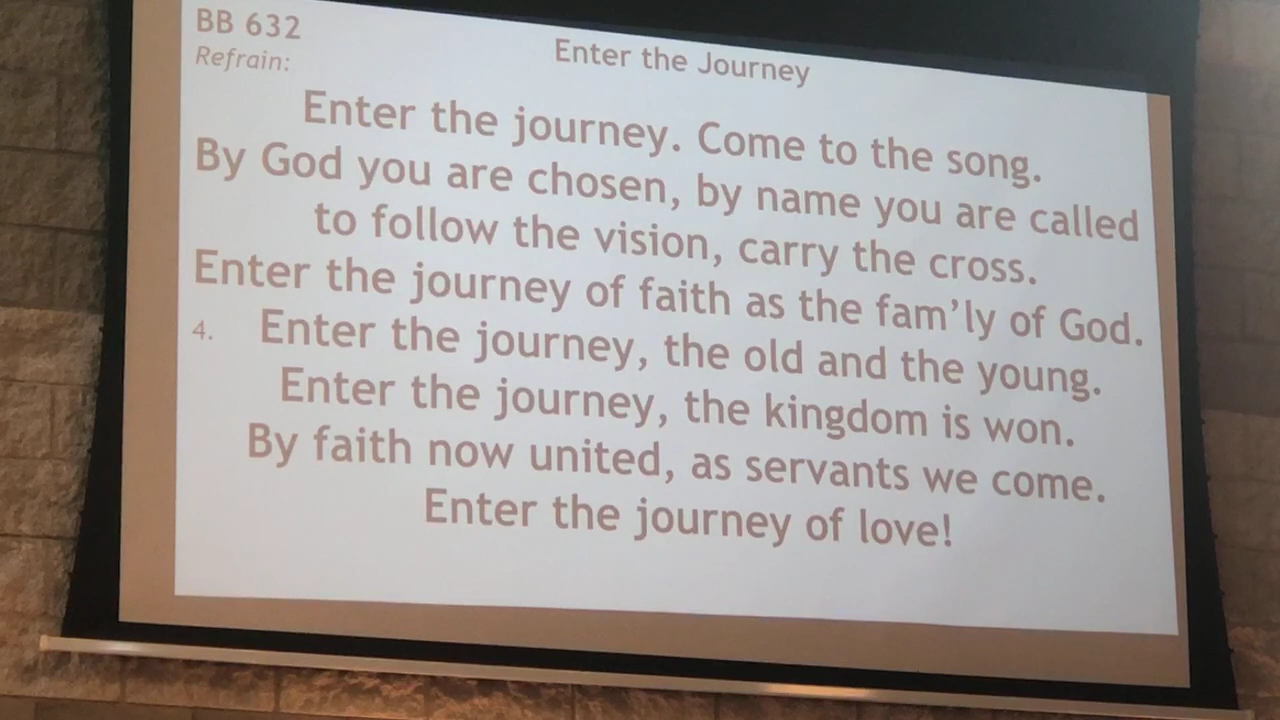 BB 632
Enter the Journey
Refrain:
Enter the journey. Come to the song.
By God you are chosen, by name you are called
to follow the vision, carry the cross.
Enter the journey of faith as the fam’ly of God.
4. Enter the journey, the old and the young.
Enter the journey, the kingdom is won.
By faith now united, as servants we come.
Enter the journey of love!